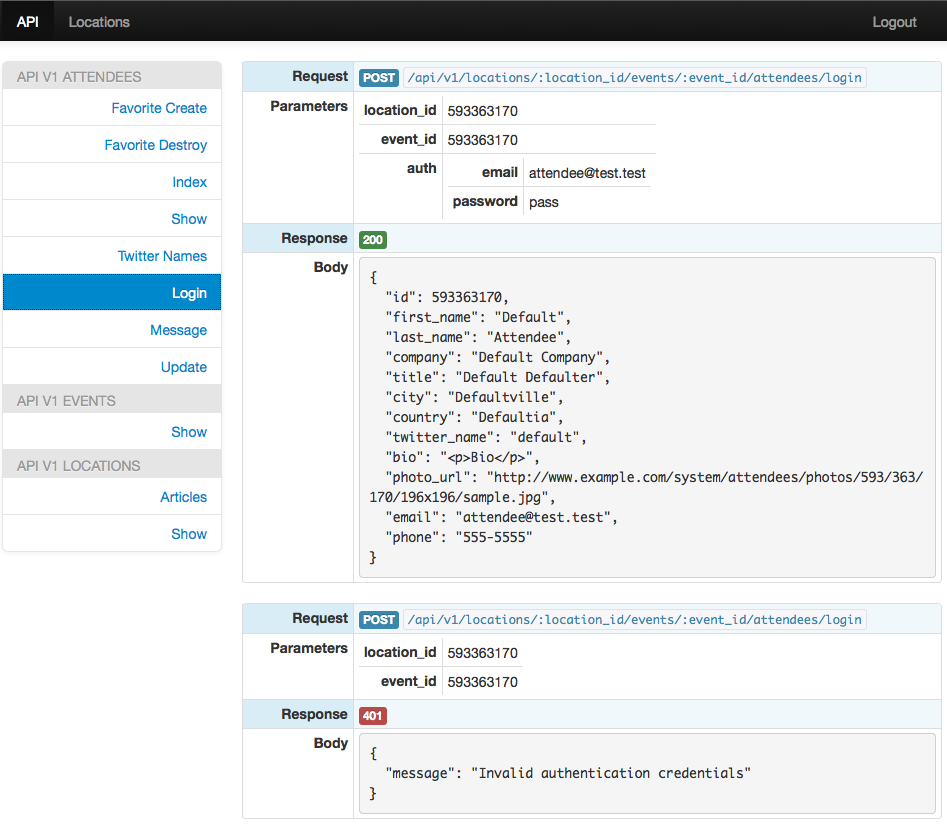 API Locations Logout
API V1 ATTENDEES
Favorite Create
Favorite Destroy
Index
Show
Twitter Names
Login
Message
Update
API V1 EVENTS
Show
API V1 LOCATIONS
Articles
Show
Request POST /api/v1/locations/:location_id/events/:event_id/attendees/login
Parameters location_id 593363170
event_id 593363170
auth email attendee@test.test
password pass
Response 200
Body {
"id": 593363170,
"first_name": "Default",
"last_name": "Attendee",
"company": "Default Company",
"title": "Default Defaulter",
"city": "Defaultville",
"country": "Defaultia",
"twitter_name": "default",
"bio": "<p>Bio</p>",
"photo_url": "http://www.example.com/system/attendees/photos/593/363/
170/196x196/sample.jpg",
"email": "attendee@test.test",
"phone": "555-5555"
}
Request POST /api/v1/locations/:location_id/events/:event_id/attendees/login
Parameters location_id 593363170
event_id 593363170
Response 401
Body {
"message": "Invalid authentication credentials"
}